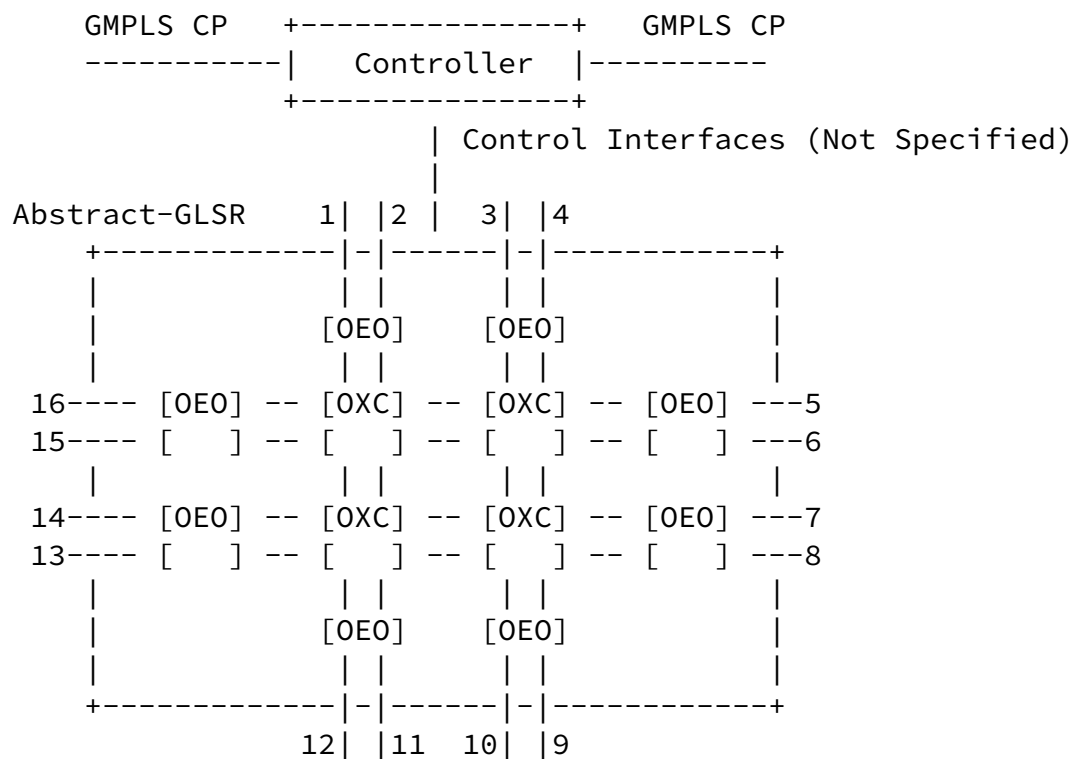 GMPLS CP +---------------+ GMPLS CP
-----------| Controller |----------
+---------------+
| Control Interfaces (Not Specified)
|
Abstract-GLSR 1| |2 | 3| |4
+-------------|-|------|-|------------+
| | | | | |
| [OEO] [OEO] |
| | | | | |
16---- [OEO] -- [OXC] -- [OXC] -- [OEO] ---5
15---- [ ] -- [ ] -- [ ] -- [ ] ---6
| | | | | |
14---- [OEO] -- [OXC] -- [OXC] -- [OEO] ---7
13---- [ ] -- [ ] -- [ ] -- [ ] ---8
| | | | | |
| [OEO] [OEO] |
| | | | | |
+-------------|-|------|-|------------+
12| |11 10| |9